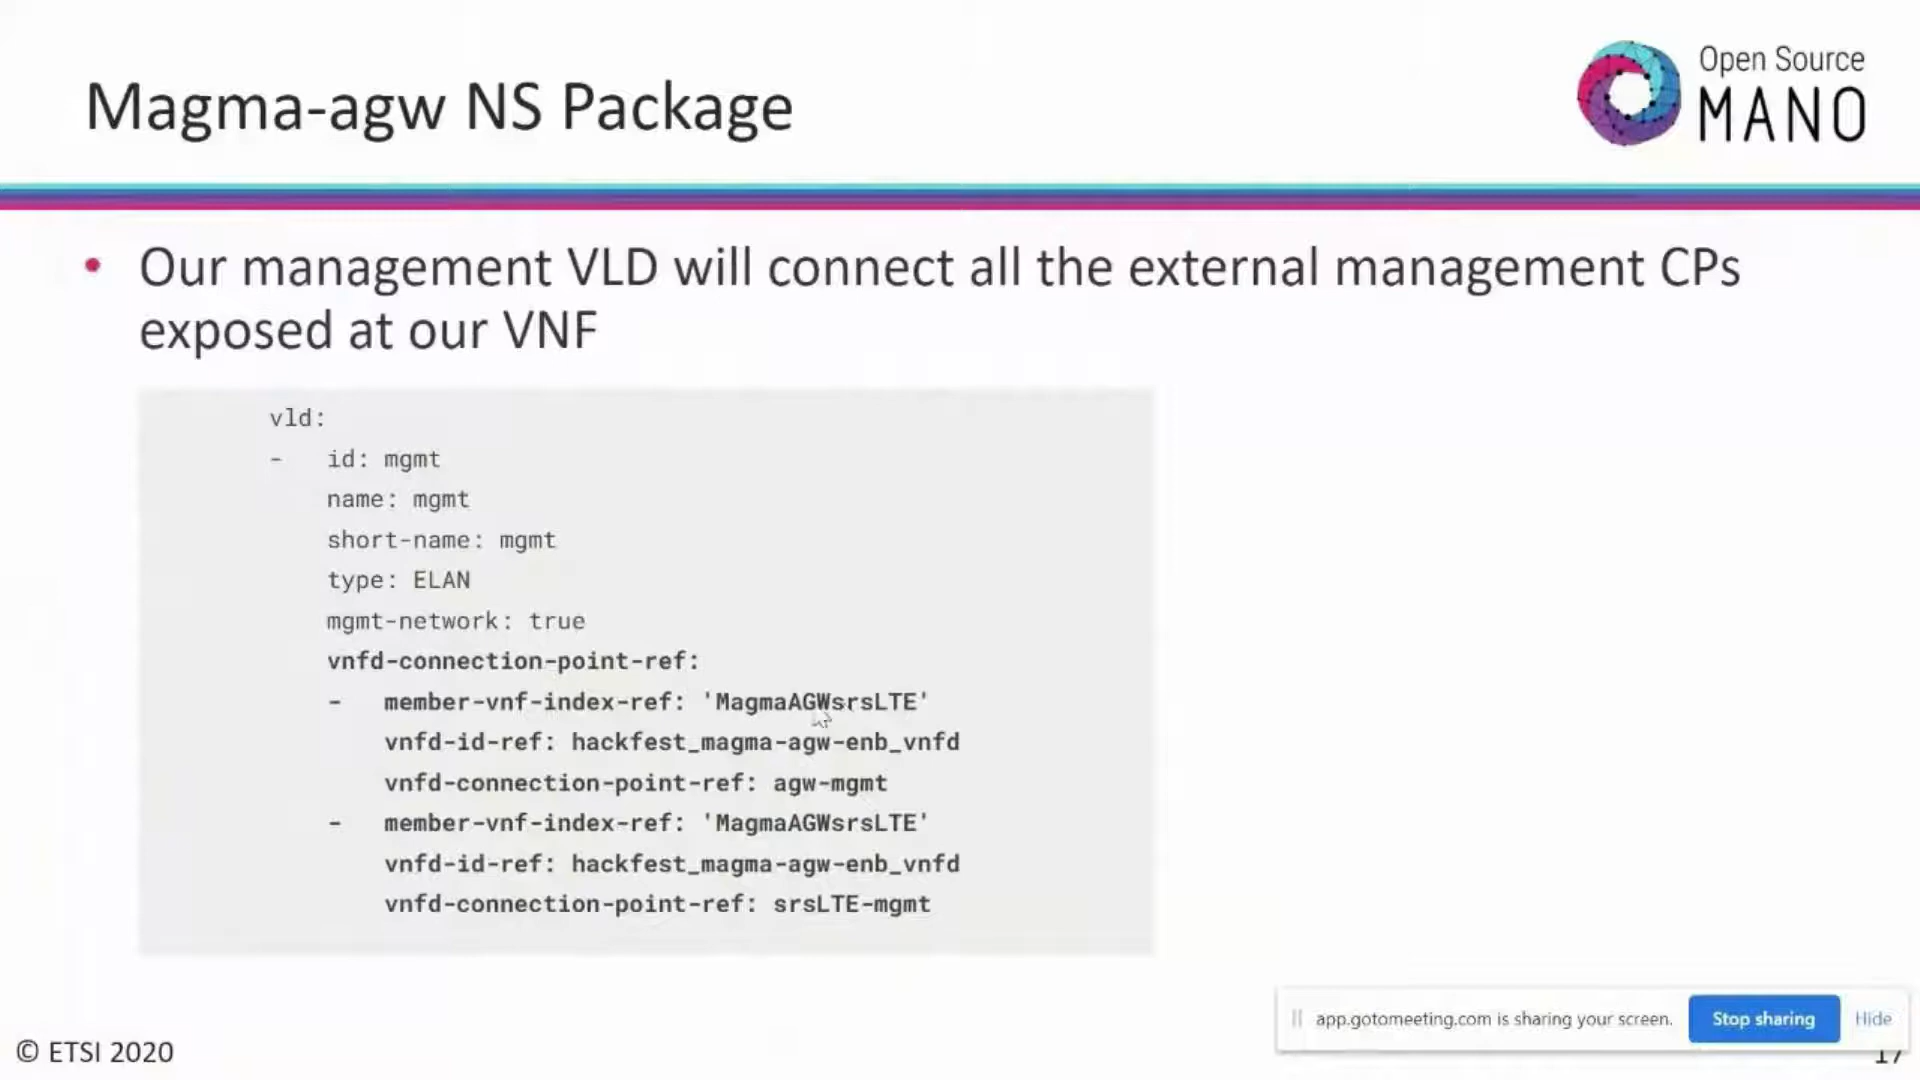 Magma-agw NS Package
Open Source
MANO
• Our management VLD will connect all the external management CPs
exposed at our VNF
vld:
- id: mgmt
name: mgmt
short-name: mgmt
type: ELAN
mgmt-network: true
vnfd-connection-point-ref:
- member-vnf-index-ref: 'MagmaAGWsrsLTE'
vnfd-id-ref: hackfest_magma-agw-enb_vnfd
vnfd-connection-point-ref: agw-mgmt
- member-vnf-index-ref: 'MagmaAGWsrsLTE'
vnfd-id-ref: hackfest_magma-agw-enb_vnfd
vnfd-connection-point-ref: srsLTE-mgmt
app.gotomeeting.com is sharing your screen. Stop sharing Hide
© ETSI 2020
17